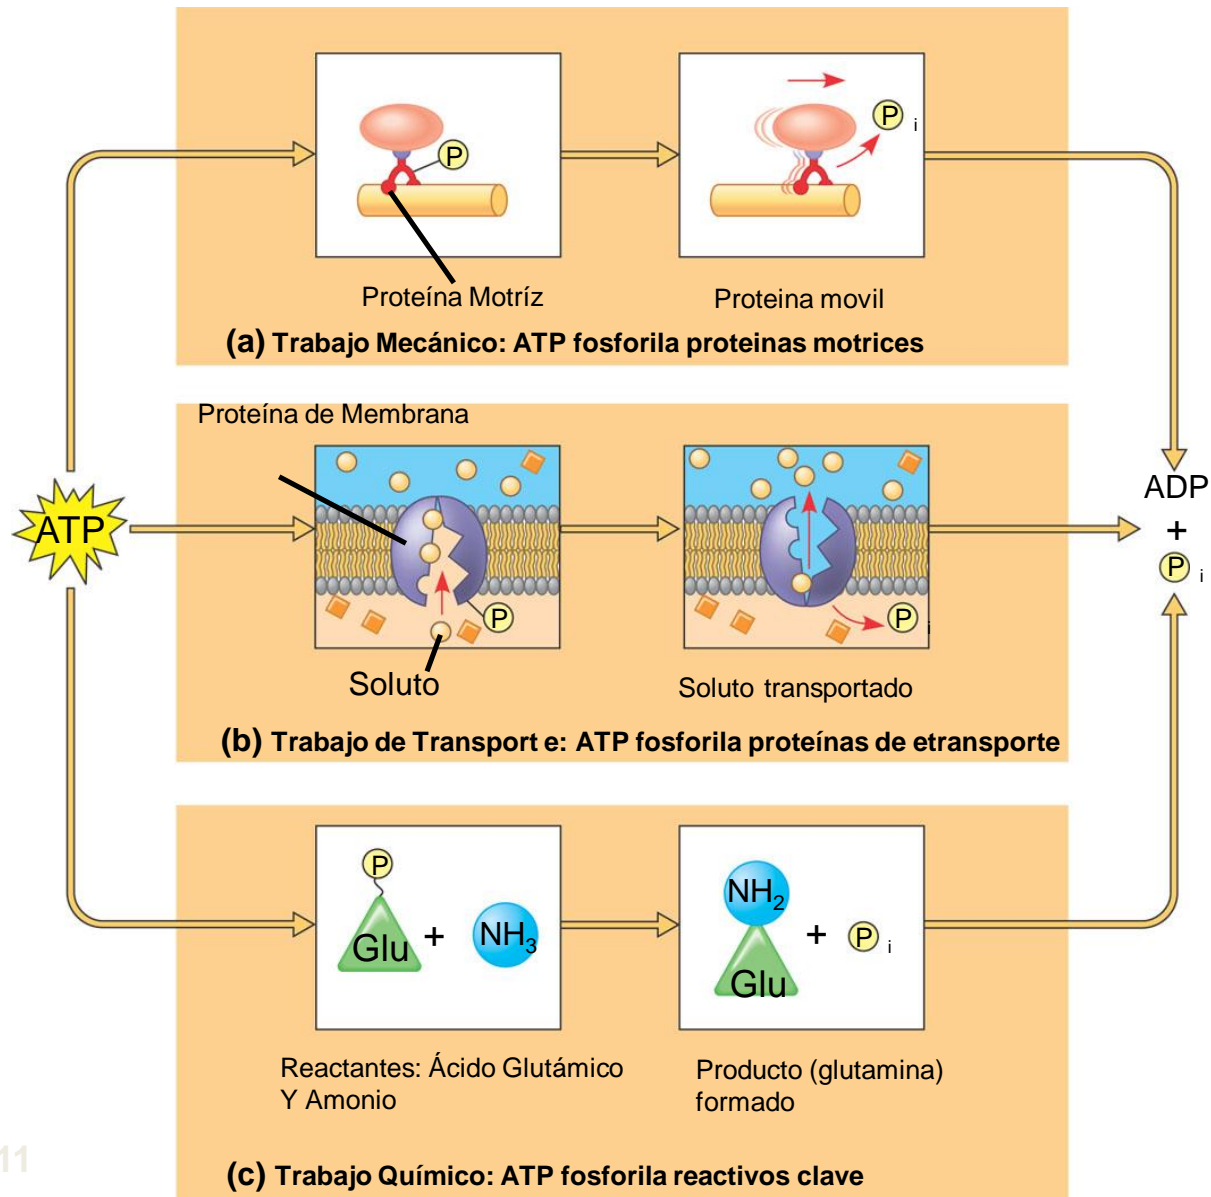 P
P i
Proteína Motríz
Proteina movil
(a) Trabajo Mecánico: ATP fosforila proteinas motrices
Proteína de Membrana
ATP
P
P i
ADP
+
P i
Soluto
Soluto transportado
(b) Trabajo de Transport e: ATP fosforila proteínas de etransporte
P
Glu + NH3
NH2
Glu + P i
Reactantes: Ácido Glutámico
Y Amonio
Producto (glutamina)
formado
11
(c) Trabajo Químico: ATP fosforila reactivos clave